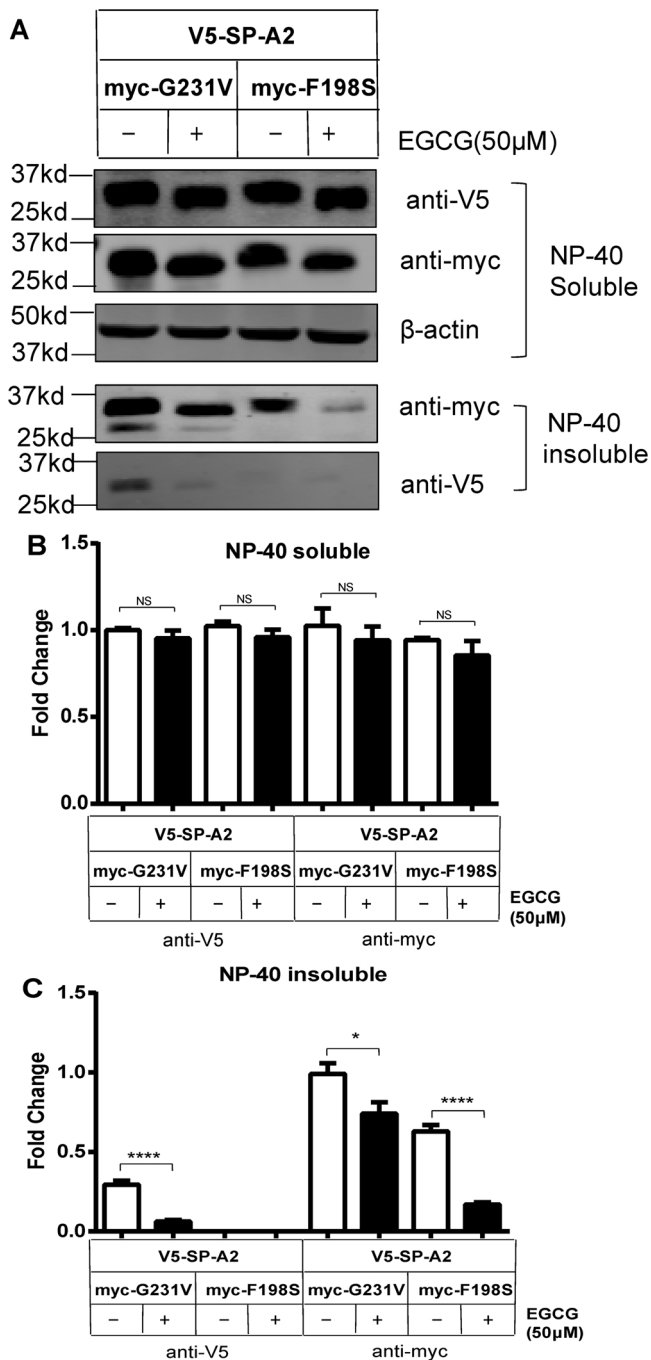 A
V5-SP-A2
myc-G231V myc-F198S
− + − + EGCG(50μM)
37kd
25kd
anti-V5
37kd
25kd
anti-myc
NP-40
Soluble
50kd
37kd
β-actin
37kd
25kd
anti-myc
NP-40
insoluble
37kd
25kd
anti-V5
B
NP-40 soluble
Fold Change
1.5
1.0
0.5
0.0
NS NS NS NS
V5-SP-A2 V5-SP-A2
myc-G231V myc-F198S myc-G231V myc-F198S
− + − + − + − + EGCG
(50μM)
anti-V5 anti-myc
C
NP-40 insoluble
Fold Change
1.5
1.0
0.5
0.0
**** * ****
V5-SP-A2 V5-SP-A2
myc-G231V myc-F198S myc-G231V myc-F198S
− + − + − + − + EGCG
(50μM)
anti-V5 anti-myc